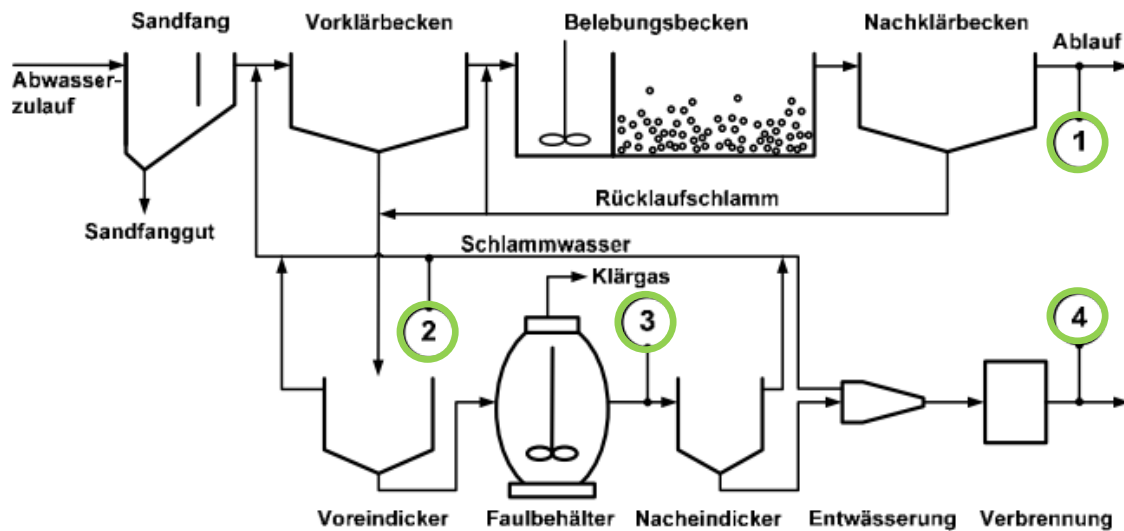 Sandfang
Vorklärbecken
Belebungsbecken
Nachklärbecken
Ablauf
Abwasser-
zulauf
1
Rücklaufschlamm
Sandfanggut
Schlammwasser
Klärgas
2
3
4
Voreindicker
Faulbehälter
Nacheindicker
Entwässerung
Verbrennung